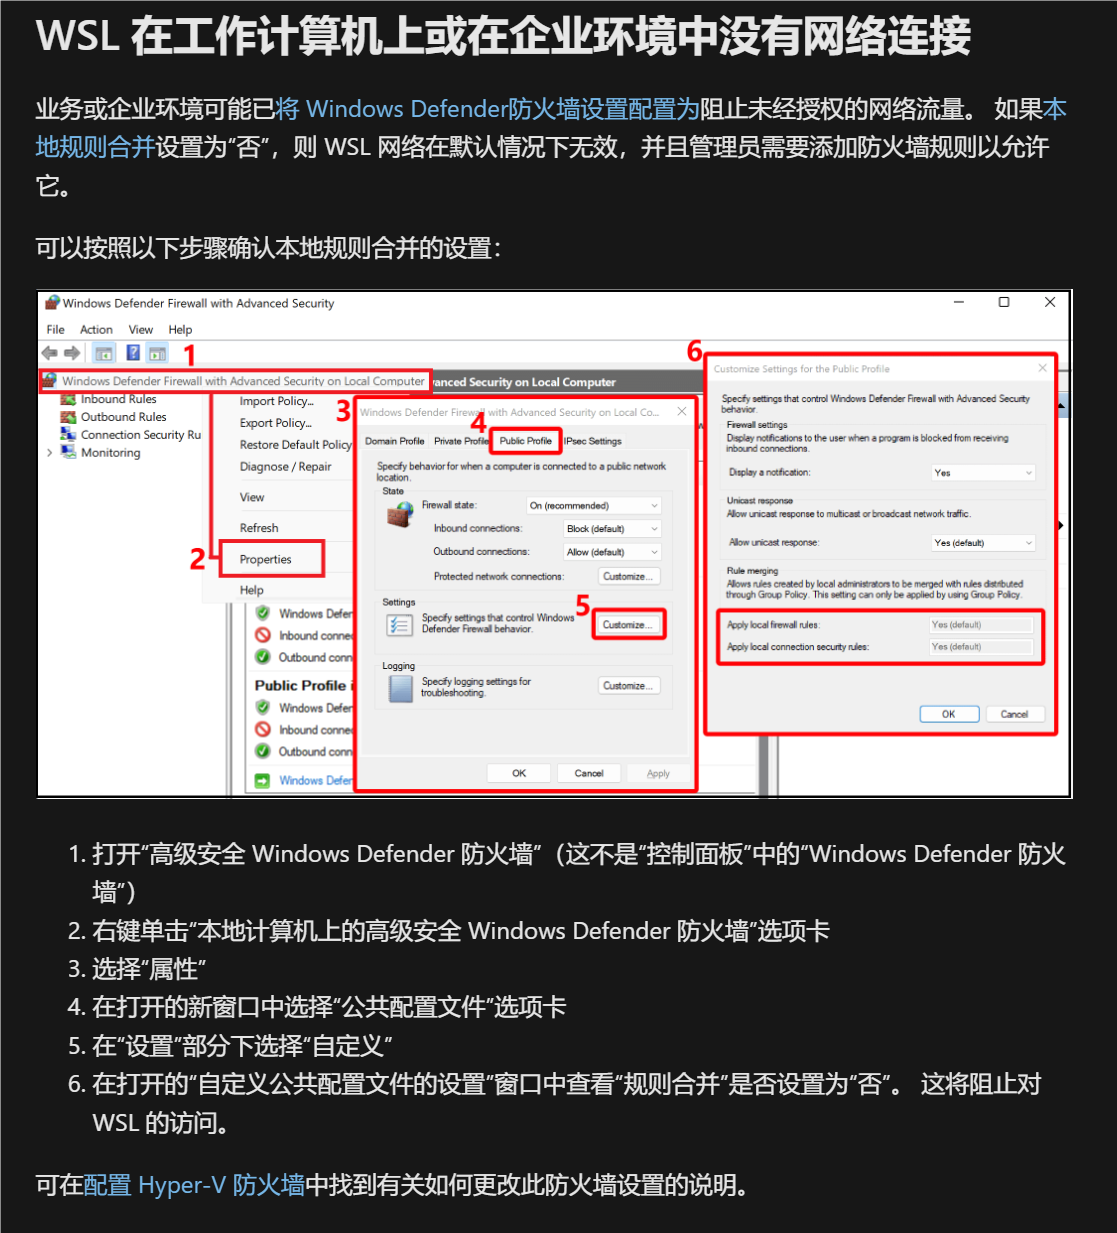 WSL 在工作计算机上或在企业环境中没有网络连接
业务或企业环境可能已将 Windows Defender防火墙设置配置为阻止未经授权的网络流量。 如果本
地规则合并设置为“否”，则 WSL 网络在默认情况下无效，并且管理员需要添加防火墙规则以允许
它。
可以按照以下步骤确认本地规则合并的设置：
Windows Defender Firewall with Advanced Security
File Action View Help
1
Windows Defender Firewall with Advanced Security on Local Computer
vanced Security on Local Computer
Inbound Rules
Outbound Rules
Connection Security Ru
Monitoring
Import Policy...
Export Policy...
Restore Default Policy
Diagnose / Repair
View
Refresh
2
Properties
Help
Windows Defen
Inbound connec
Outbound conn
Public Profile i
Windows Defen
Inbound connec
Outbound conn
Windows Defen
3
Windows Defender Firewall with Advanced Security on Local Co...
4
Domain Profile Private Profile Public Profile IPsec Settings
Specify behavior for when a computer is connected to a public network
location.
State
Firewall state: On (recommended)
Inbound connections: Block (default)
Outbound connections: Allow (default)
Protected network connections: Customize...
Settings
5
Specify settings that control Windows
Defender Firewall behavior.
Customize...
Logging
Specify logging settings for
troubleshooting.
Customize...
OK Cancel Apply
6
Customize Settings for the Public Profile
Specify settings that control Windows Defender Firewall with Advanced Security
behavior.
Firewall settings
Display notifications to the user when a program is blocked from receiving
inbound connections.
Display a notification: Yes
Unicast response
Allow unicast response to multicast or broadcast network traffic.
Allow unicast response: Yes (default)
Rule merging
Allows rules created by local administrators to be merged with rules distributed
through Group Policy. This setting can only be applied by using Group Policy.
Apply local firewall rules: Yes (default)
Apply local connection security rules: Yes (default)
OK Cancel
1. 打开“高级安全 Windows Defender 防火墙”（这不是“控制面板”中的“Windows Defender 防火
墙”）
2. 右键单击“本地计算机上的高级安全 Windows Defender 防火墙”选项卡
3. 选择“属性”
4. 在打开的新窗口中选择“公共配置文件”选项卡
5. 在“设置”部分下选择“自定义”
6. 在打开的“自定义公共配置文件的设置”窗口中查看“规则合并”是否设置为“否”。 这将阻止对
WSL 的访问。
可在配置 Hyper-V 防火墙中找到有关如何更改此防火墙设置的说明。